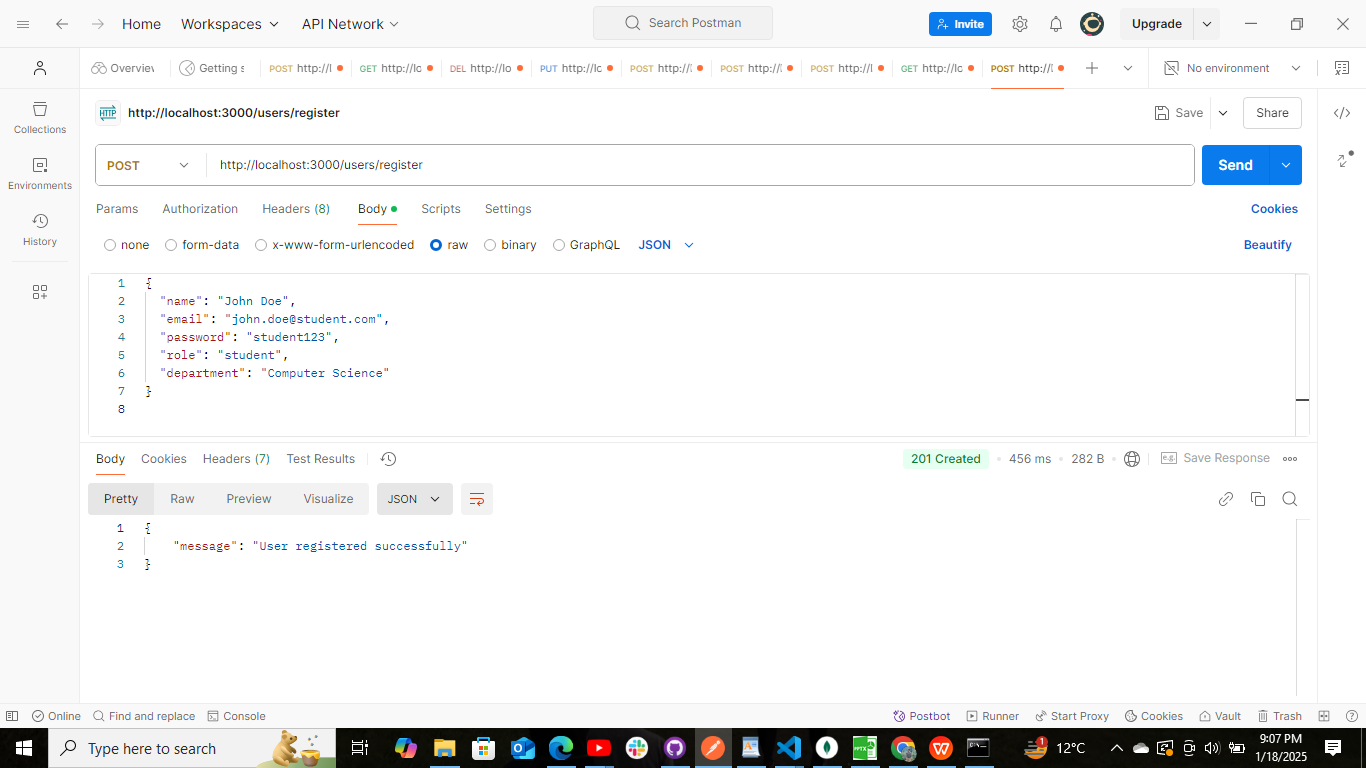 Home Workspaces API Network Search Postman Invite Upgrade
Overview Getting s POST http://l GET http://lo DEL http://lo PUT http://lo POST http://l POST http://l POST http://l GET http://lo POST http://l No environment
HTTP http://localhost:3000/users/register Save Share
Collections
Environments
History
POST http://localhost:3000/users/register Send
Params Authorization Headers (8) Body Scripts Settings Cookies
none form-data x-www-form-urlencoded raw binary GraphQL JSON Beautify
1 {
2 "name": "John Doe",
3 "email": "john.doe@student.com",
4 "password": "student123",
5 "role": "student",
6 "department": "Computer Science"
7 }
8
Body Cookies Headers (7) Test Results 201 Created 456 ms 282 B e.g. Save Response
Pretty Raw Preview Visualize JSON
1 {
2 "message": "User registered successfully"
3 }
Online Find and replace Console Postbot Runner Start Proxy Cookies Vault Trash
Type here to search 1 12°C 9:07 PM
1/18/2025